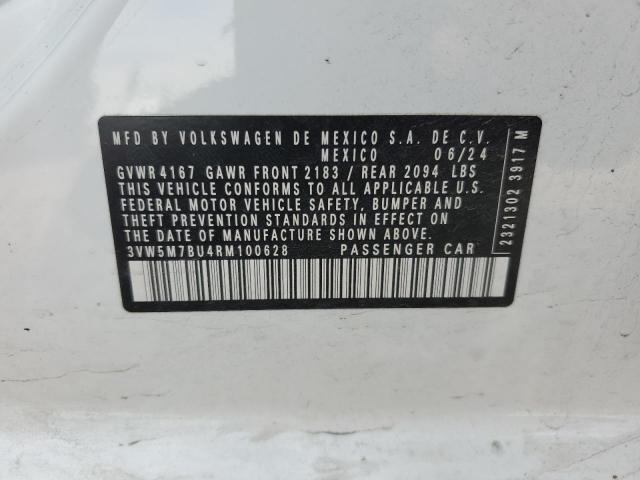 MFD BY VOLKSWAGEN DE MEXICO S.A. DE C.V.
MEXICO 06/24
GVWR 4167 GAWR FRONT 2183 / REAR 2094 LBS
THIS VEHICLE CONFORMS TO ALL APPLICABLE U.S.
FEDERAL MOTOR VEHICLE SAFETY, BUMPER AND
THEFT PREVENTION STANDARDS IN EFFECT ON
THE DATE OF MANUFACTURE SHOWN ABOVE.
3VW5M7BU4RM100628 PASSENGER CAR
2321302 3917 M